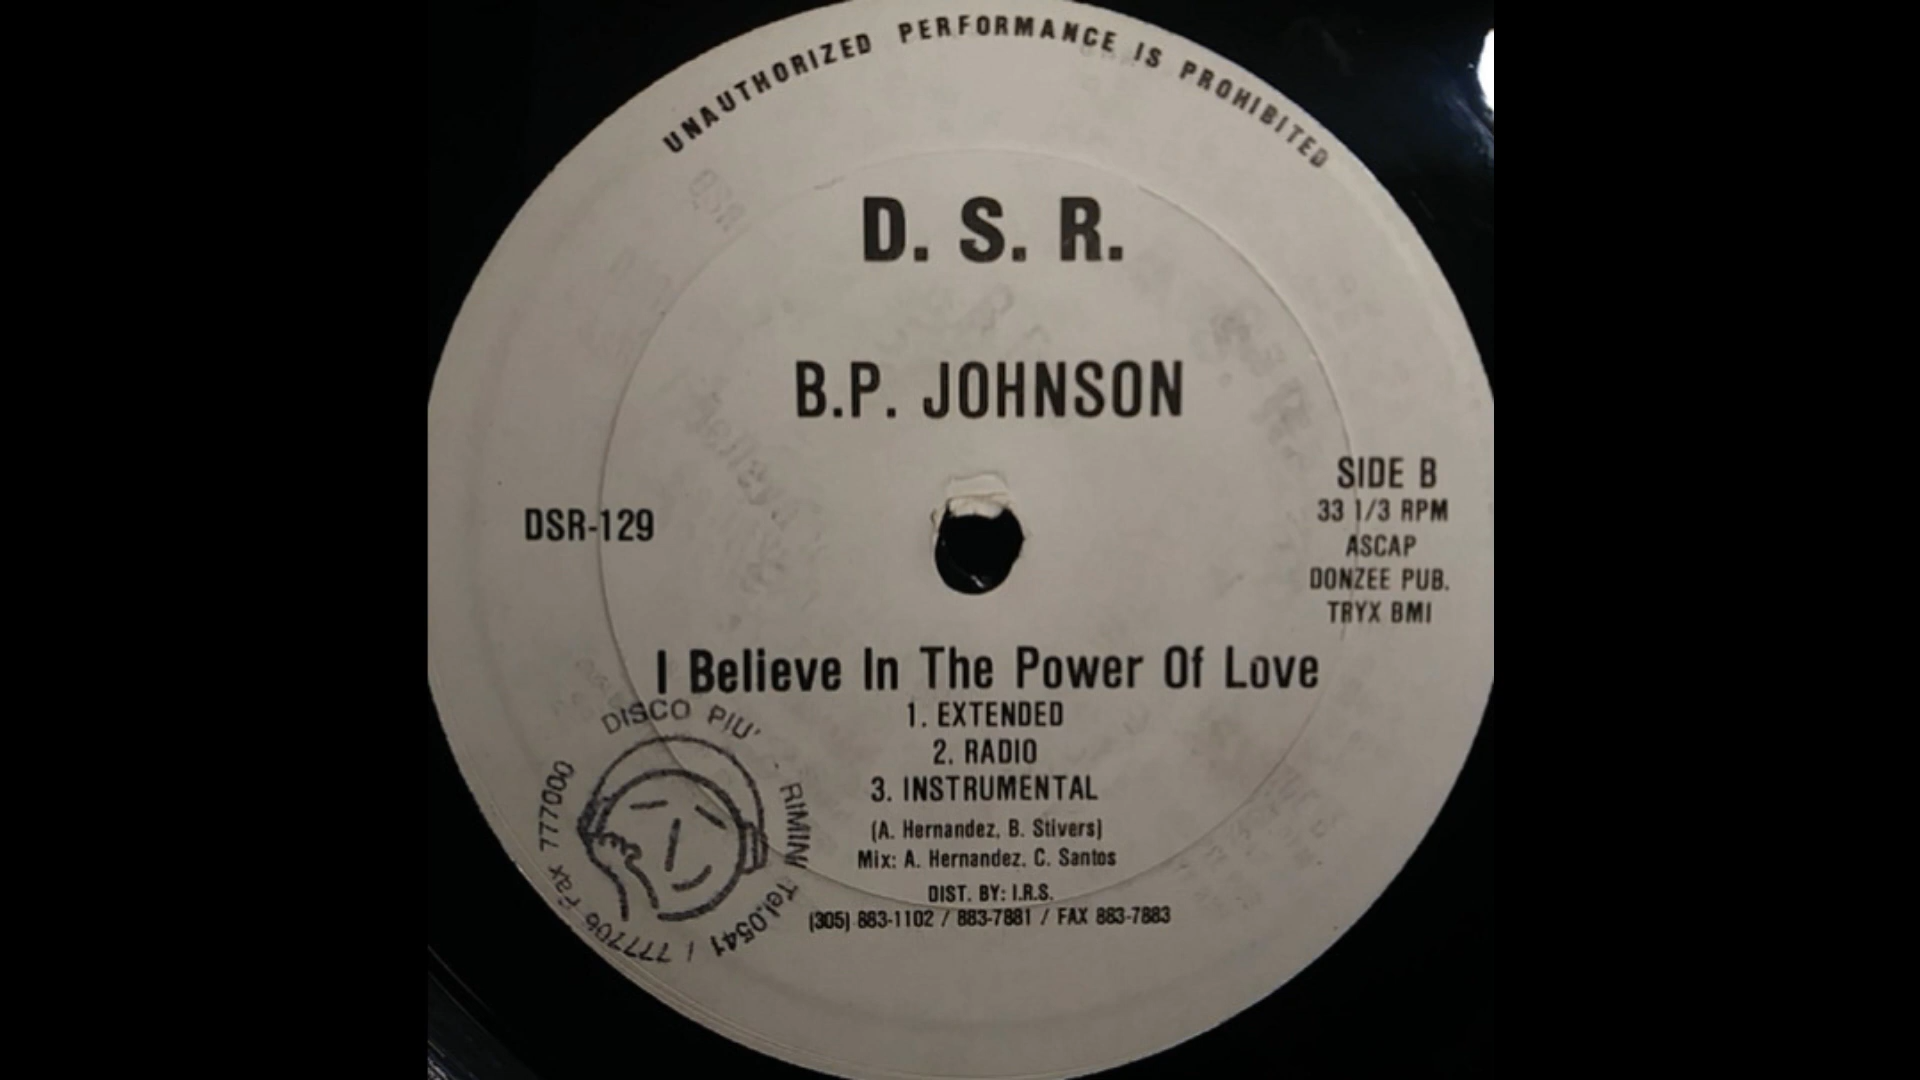 UNAUTHORIZED PERFORMANCE IS PROHIBITED
D. S. R.
B.P. JOHNSON
DSR-129
SIDE B
33 1/3 RPM
ASCAP
DONZEE PUB.
TRYX BMI
I Believe In The Power Of Love
1. EXTENDED
2. RADIO
3. INSTRUMENTAL
(A. Hernandez, B. Stivers)
Mix: A. Hernandez. C. Santos
DIST. BY: I.R.S.
(305) 883-1102 / 883-7881 / FAX 883-7883
DISCO PIU' - RIMINI Tel.0541 / 777706 Fax 777000